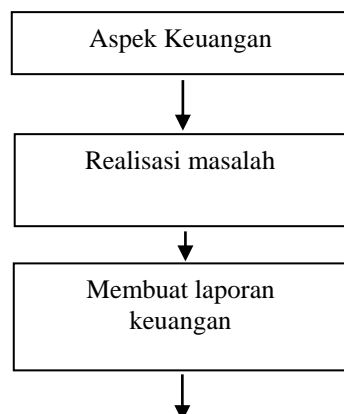 Aspek Keuangan
Realisasi masalah
Membuat laporan
keuangan